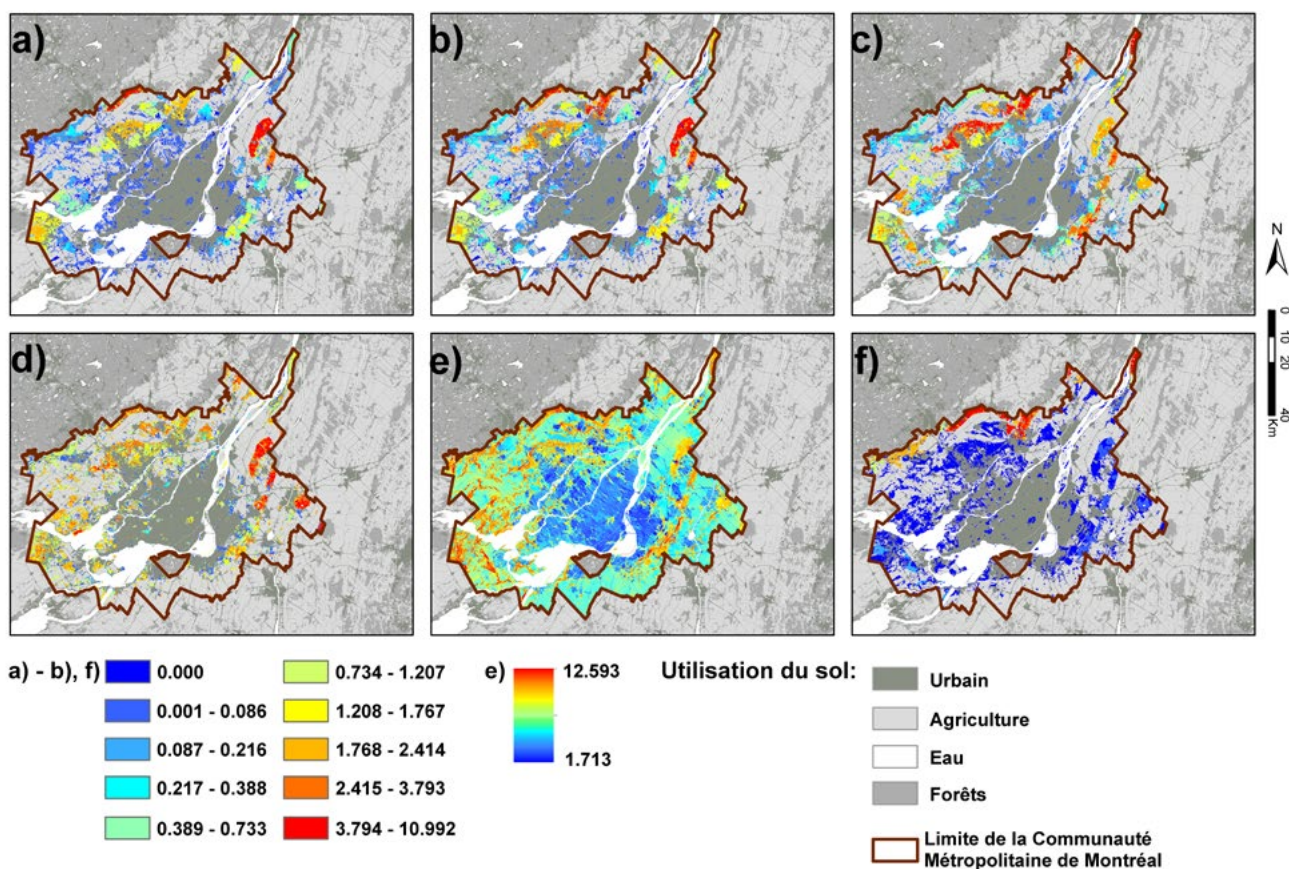 a)
b)
c)
N
0
10
20
40
Km
d)
e)
f)
a) - b), f)
0.000
0.001 - 0.086
0.087 - 0.216
0.217 - 0.388
0.389 - 0.733
0.734 - 1.207
1.208 - 1.767
1.768 - 2.414
2.415 - 3.793
3.794 - 10.992
e)
12.593
1.713
Utilisation du sol:
Urbain
Agriculture
Eau
Forêts
Limite de la Communauté
Métropolitaine de Montréal